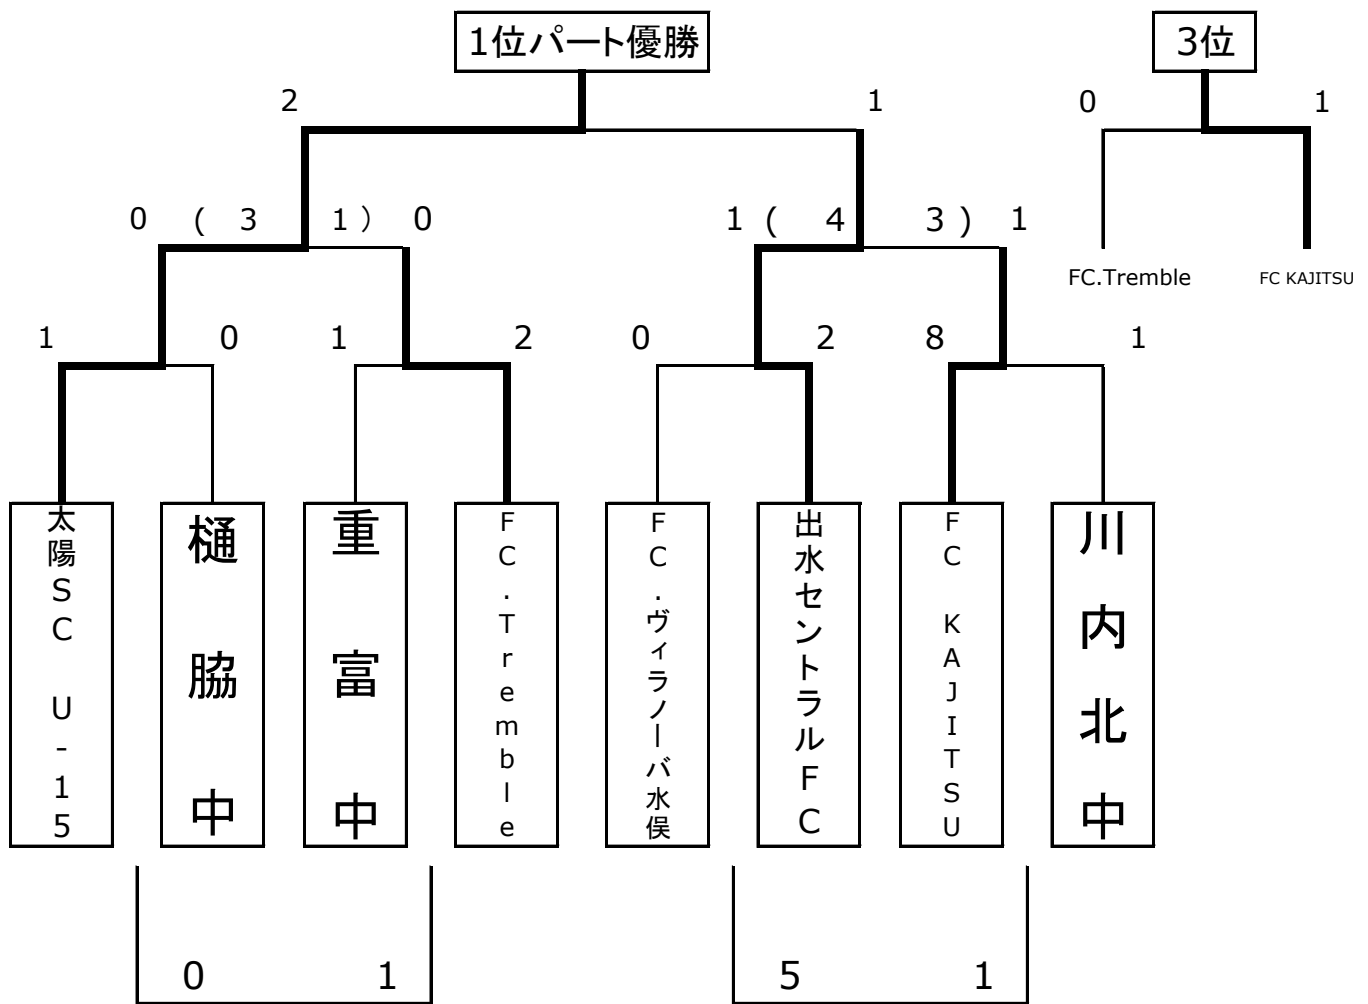 1位パート優勝
3位
2
1
0
1
0 ( 3 1 ) 0
1 ( 4 3 ) 1
FC.Tremble
FC KAJITSU
1
0
1
2
0
2
8
1
太陽SC U-15
樋脇中
重富中
FC.Tremble
FC.ヴィラノーバ水俣
出水セントラルFC
FC KAJITSU
川内北中
0
1
5
1